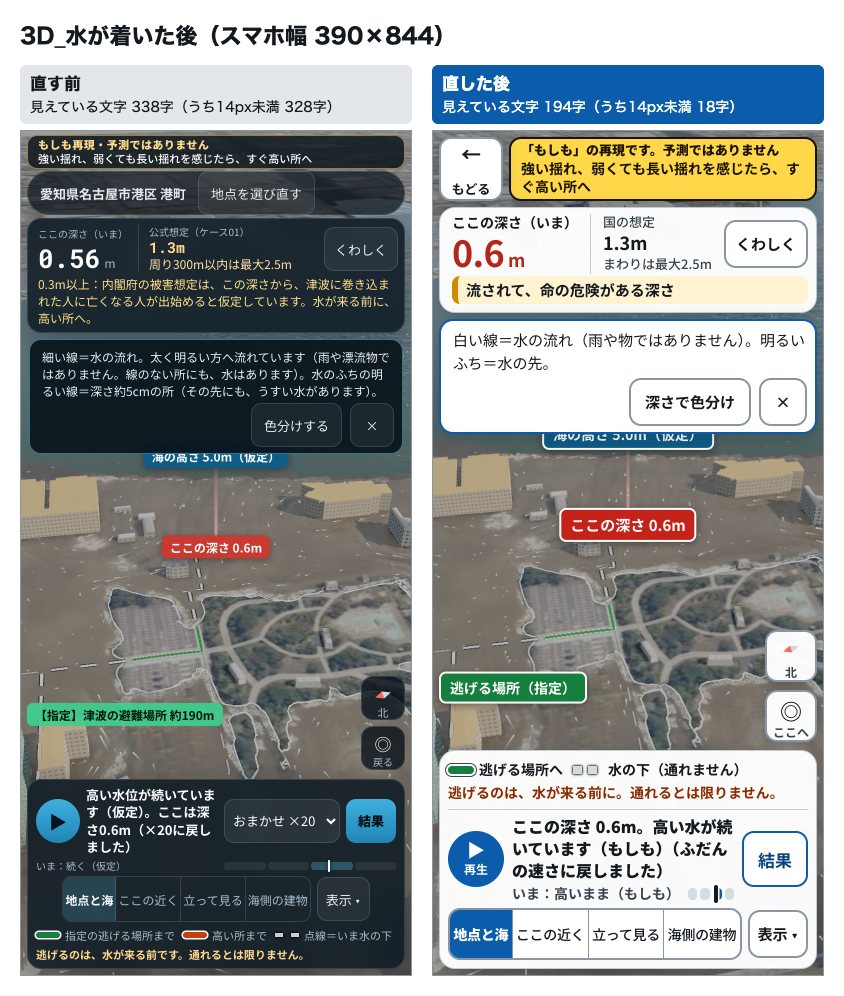 3D_水が着いた後（スマホ幅 390×844）
直す前
見えている文字 338字（うち14px未満 328字）
もしも再現・予測ではありません
強い揺れ、弱くても長い揺れを感じたら、すぐ高い所へ
愛知県名古屋市港区 港町
地点を選び直す
ここの深さ（いま）
0.56 m
公式想定（ケース01）
1.3m
周り300m以内は最大2.5m
くわしく
0.3m以上：内閣府の被害想定は、この深さから、津波に巻き込ま
れた人に亡くなる人が出始めると仮定しています。水が来る前に、
高い所へ。
細い線＝水の流れ。太く明るい方へ流れています（雨や漂流物で
はありません。線のない所にも、水はあります）。水のふちの明
るい線＝深さ約5cmの所（その先にも、うすい水があります）。
色分けする
×
海の高さ 5.0m（仮定）
ここの深さ 0.6m
【指定】津波の避難場所 約190m
北
戻る
高い水位が続いていま
す（仮定）。ここは深
さ0.6m（×20に戻し
ました）
おまかせ ×20
結果
いま：続く（仮定）
地点と海
ここの近く
立って見る
海側の建物
表示▾
指定の逃げる場所まで
高い所まで
点線＝いま水の下
逃げるのは、水が来る前です。通れるとは限りません。
直した後
見えている文字 194字（うち14px未満 18字）
←
もどる
「もしも」の再現です。予測ではありません
強い揺れ、弱くても長い揺れを感じたら、す
ぐ高い所へ
ここの深さ（いま）
0.6 m
国の想定
1.3m
まわりは最大2.5m
くわしく
流されて、命の危険がある深さ
白い線＝水の流れ（雨や物ではありません）。明るい
ふち＝水の先。
深さで色分け
×
海の高さ 5.0m（仮定）
ここの深さ 0.6m
逃げる場所（指定）
北
ここへ
逃げる場所へ
水の下（通れません）
逃げるのは、水が来る前に。通れるとは限りません。
再生
ここの深さ 0.6m。高い水が続
いています（もしも）（ふだん
の速さに戻しました）
結果
いま：高いまま（もしも）
地点と海
ここの近く
立って見る
海側の建物
表示▾